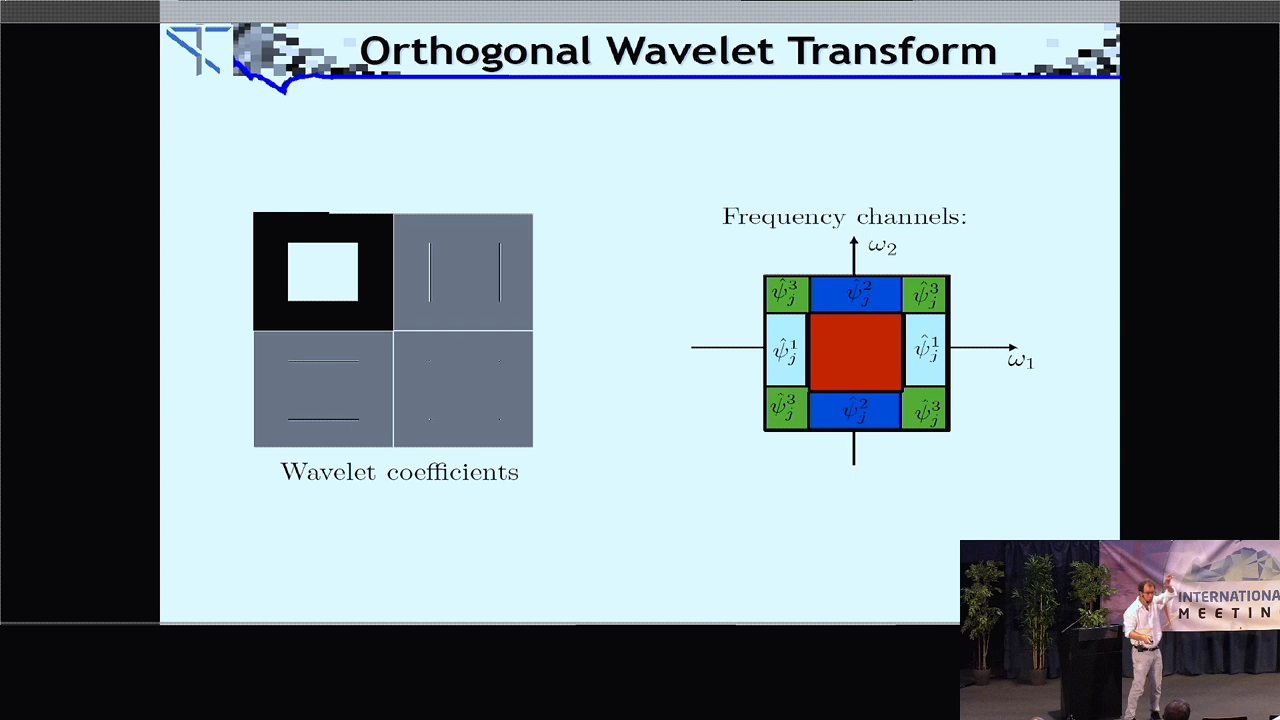 Orthogonal Wavelet Transform
Frequency channels:
ω₂
ψ̂³ⱼ ψ̂²ⱼ ψ̂³ⱼ
ψ̂¹ⱼ ψ̂¹ⱼ
ω₁
ψ̂³ⱼ ψ̂²ⱼ ψ̂³ⱼ
Wavelet coefficients
INTERNATIONA
MEETIN